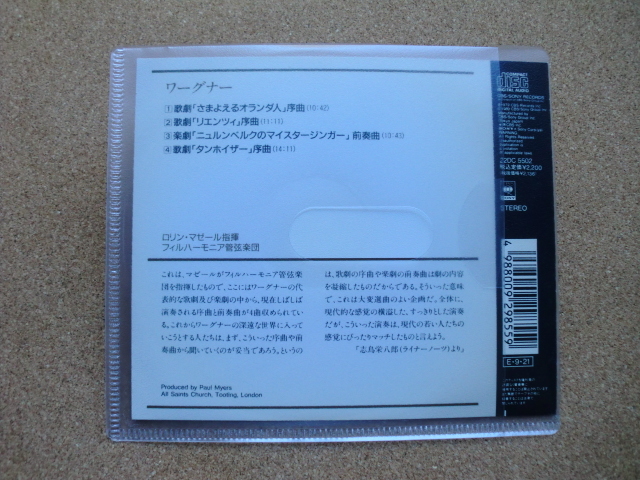 ワーグナー
1 歌劇「さまよえるオランダ人」序曲(10:42)
2 歌劇「リエンツィ」序曲(11:11)
3 楽劇「ニュルンベルクのマイスタージンガー」前奏曲(10:43)
4 歌劇「タンホイザー」序曲(14:11)
ロリン・マゼール指揮
フィルハーモニア管弦楽団
これは、マゼールがフィルハーモニア管弦楽
団を指揮したもので、ここにはワーグナーの代
表的な歌劇及び楽劇の中から、現在しばしば
演奏される序曲と前奏曲が4曲収められてい
る。これからワーグナーの深遠な世界に入って
いこうとする人たちは、まず、こういった序曲や前
奏曲から聞いていくのが妥当であろう。というの
は、歌劇の序曲や楽劇の前奏曲は劇の内容
を凝縮したものだからである。そういった意味
で、これは大変選曲のよい企画だ。全体に、
現代的な感覚の横溢した、すっきりとした演奏
だが、こういった演奏は、現代の若い人たちの
感覚にぴったりマッチしたものと言えよう。
「志鳥栄八郎(ライナーノーツ)より」
Produced by Paul Myers
All Saints Church, Tooting, London
COMPACT
disc
DIGITAL AUDIO
CBS/SONY RECORDS
22DC 5502
税込定価¥2,200
STEREO
4 988009 298559
E-9・21